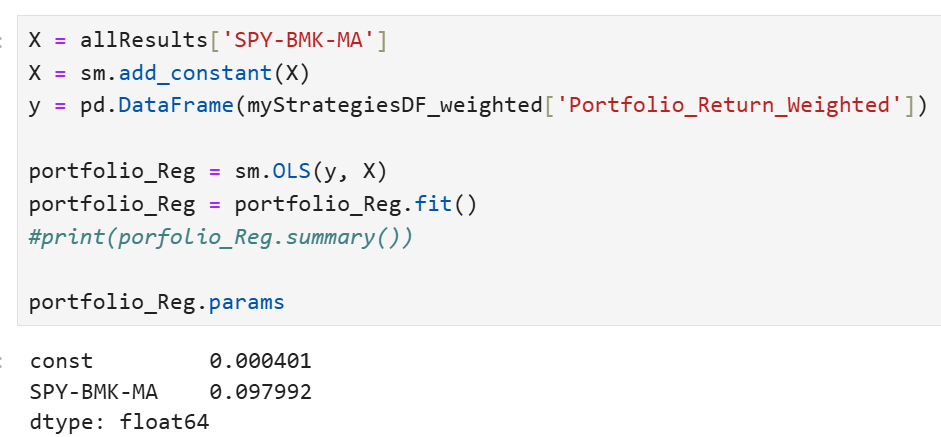 X = allResults['SPY-BMK-MA']
X = sm.add_constant(X)
y = pd.DataFrame(myStrategiesDF_weighted['Portfolio_Return_Weighted'])
portfolio_Reg = sm.OLS(y, X)
portfolio_Reg = portfolio_Reg.fit()
#print(porfolio_Reg.summary())
portfolio_Reg.params
const 0.000401
SPY-BMK-MA 0.097992
dtype: float64